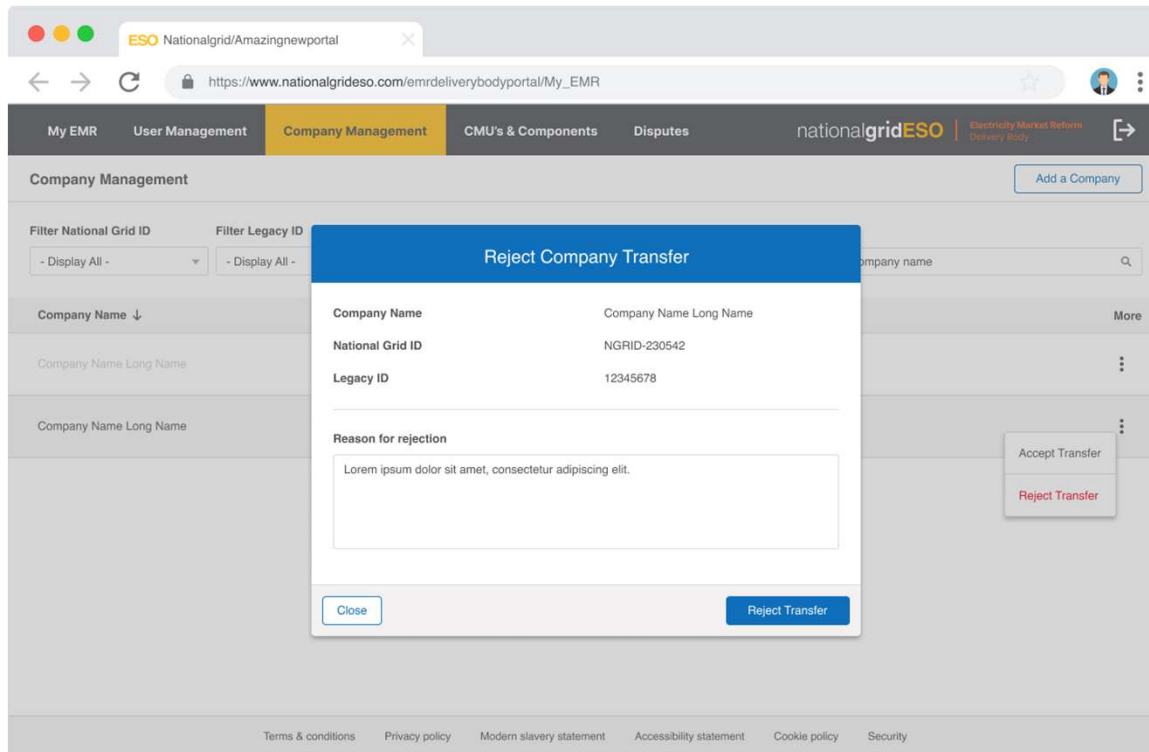 ESO Nationalgrid/Amazingnewportal
https://www.nationalgrideso.com/emrdeliverybodyportal/My_EMR
My EMR User Management Company Management CMU's & Components Disputes nationalgridESO Electricity Market Reform
Delivery Body
Company Management Add a Company
Filter National Grid ID Filter Legacy ID
- Display All - - Display All - ompany name
Reject Company Transfer
Company Name ↓ More
Company Name Company Name Long Name
National Grid ID NGRID-230542
Company Name Long Name
Legacy ID 12345678
Company Name Long Name
Reason for rejection
Accept Transfer
Lorem ipsum dolor sit amet, consectetur adipiscing elit.
Reject Transfer
Close Reject Transfer
Terms & conditions Privacy policy Modern slavery statement Accessibility statement Cookie policy Security